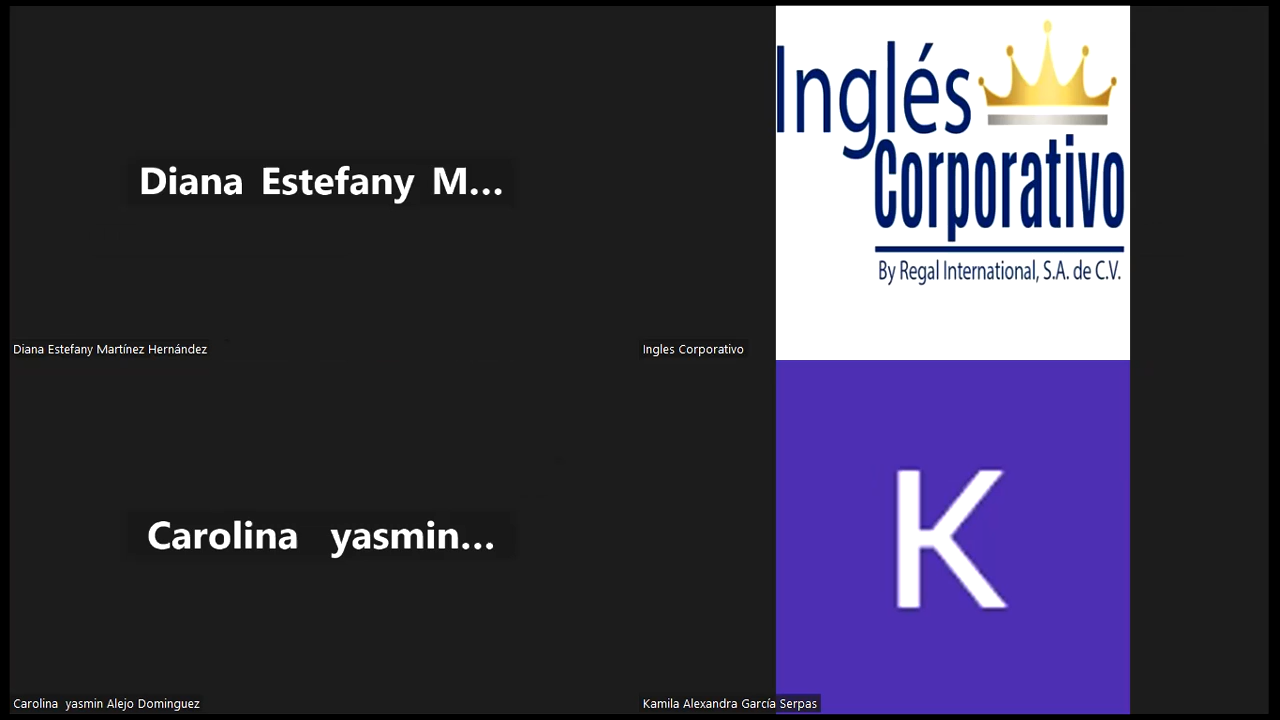 Diana Estefany M...
Diana Estefany Martínez Hernández
Inglés
Corporativo
By Regal International, S.A. de C.V.
Ingles Corporativo
Carolina yasmin...
Carolina yasmin Alejo Dominguez
K
Kamila Alexandra García Serpas